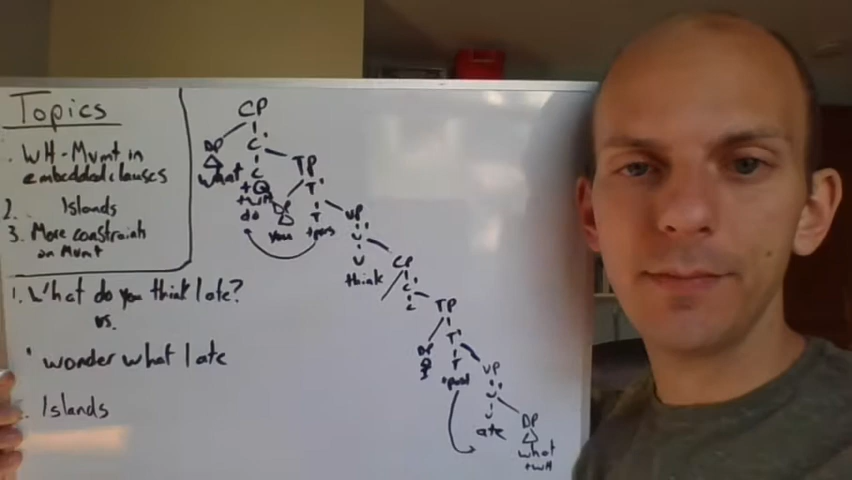 Topics
. WH-Mvmt in
embedded clauses
2. Islands
3. More constraints
on Mvmt
1. What do you think I ate?
vs.
wonder what I ate
. Islands
CP
DP C'
what C TP
+Q
+WH DP T'
do you T VP
+pres V'
V CP
think C'
C TP
DP T'
T VP
+past V'
V DP
ate what
+WH